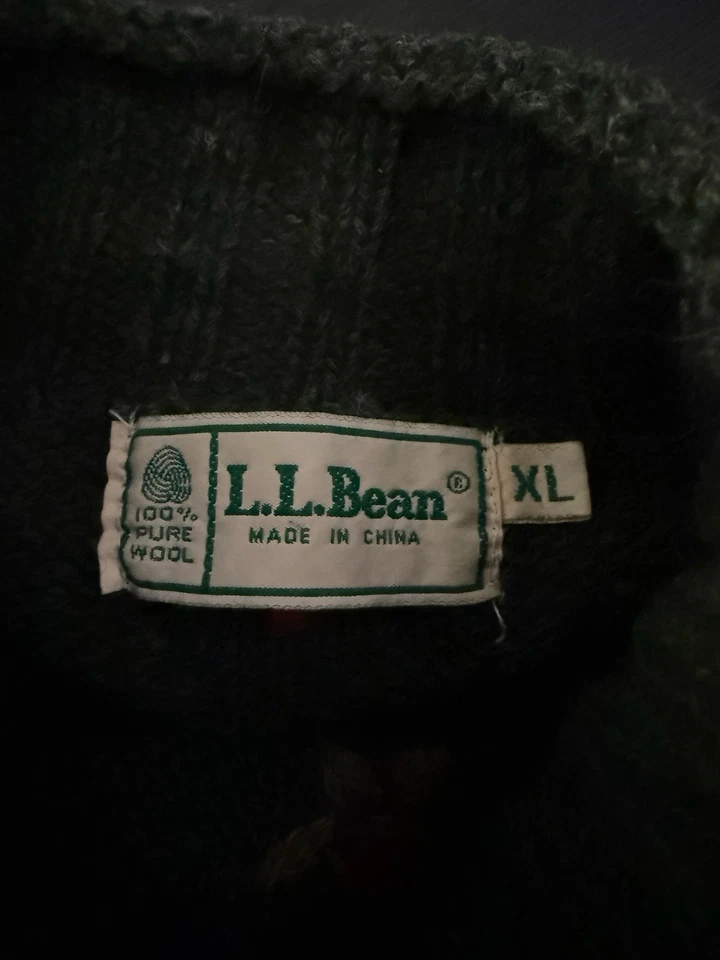 100%
PURE
WOOL
L.L.Bean®
MADE IN CHINA
XL